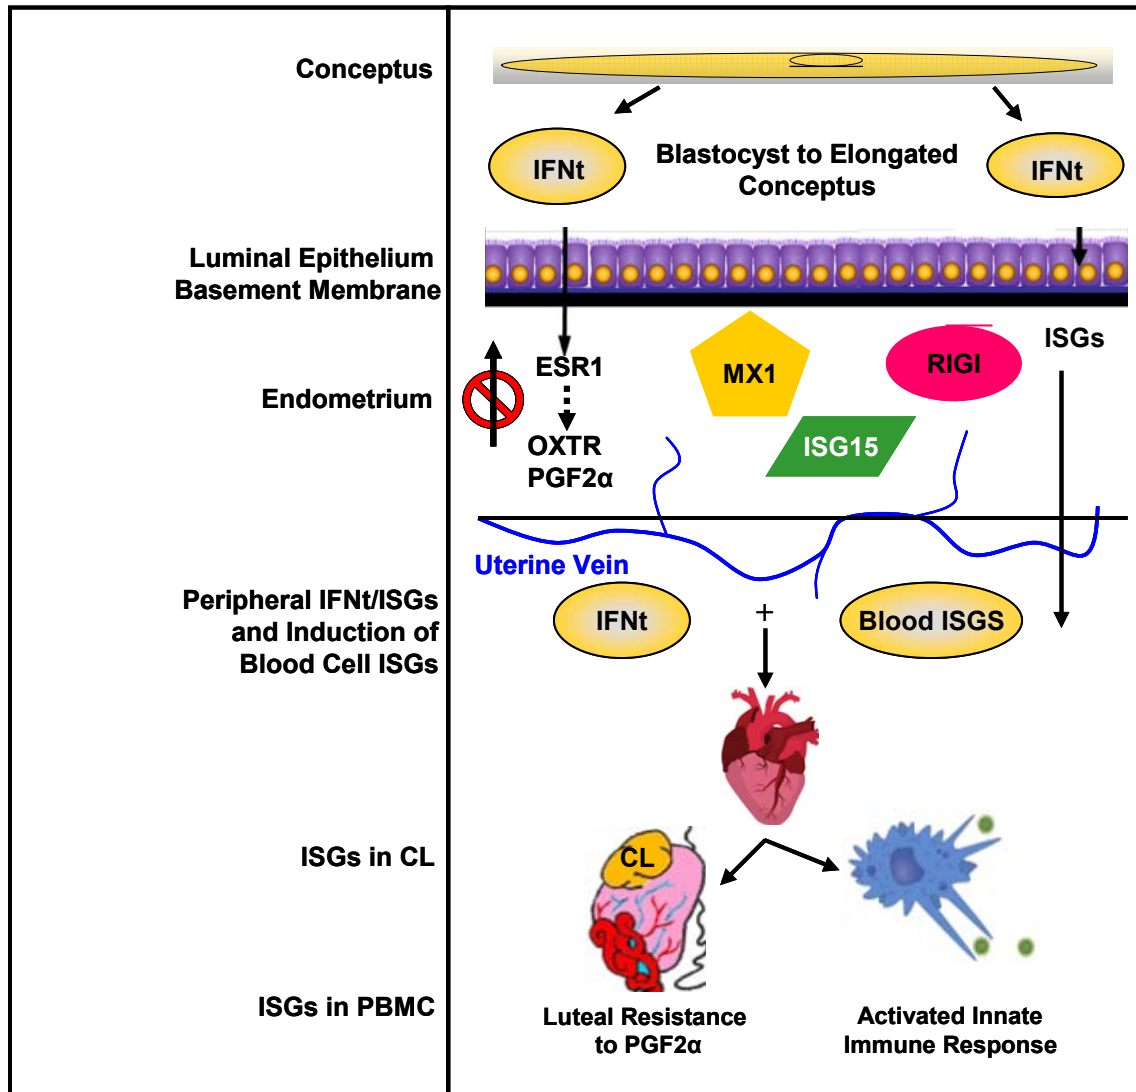 Conceptus
IFNt
Blastocyst to Elongated
Conceptus
IFNt
Luminal Epithelium
Basement Membrane
Endometrium
ESR1
OXTR
PGF2α
MX1
ISG15
RIGI
ISGs
Uterine Vein
Peripheral IFNt/ISGs
and Induction of
Blood Cell ISGs
IFNt
+
Blood ISGS
ISGs in CL
CL
ISGs in PBMC
Luteal Resistance
to PGF2α
Activated Innate
Immune Response